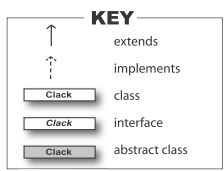 KEY
extends
implements
Clack class
Clack interface
Clack abstract class